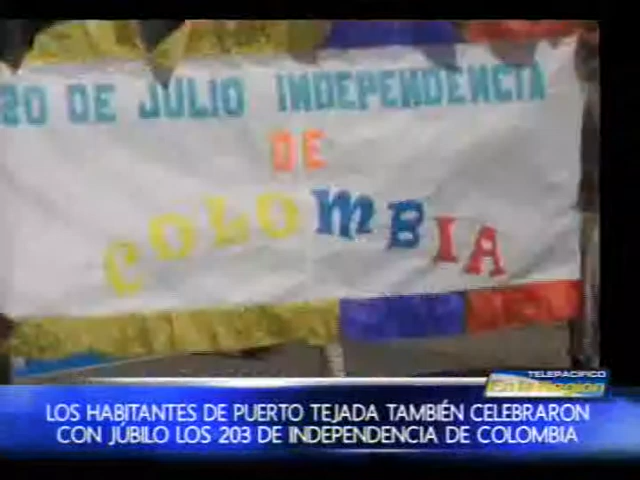 20 DE JULIO INDEPENDENCIA
DE
COLOMBIA
TELEPACÍFICO
En la Región
LOS HABITANTES DE PUERTO TEJADA TAMBIÉN CELEBRARON
CON JÚBILO LOS 203 DE INDEPENDENCIA DE COLOMBIA